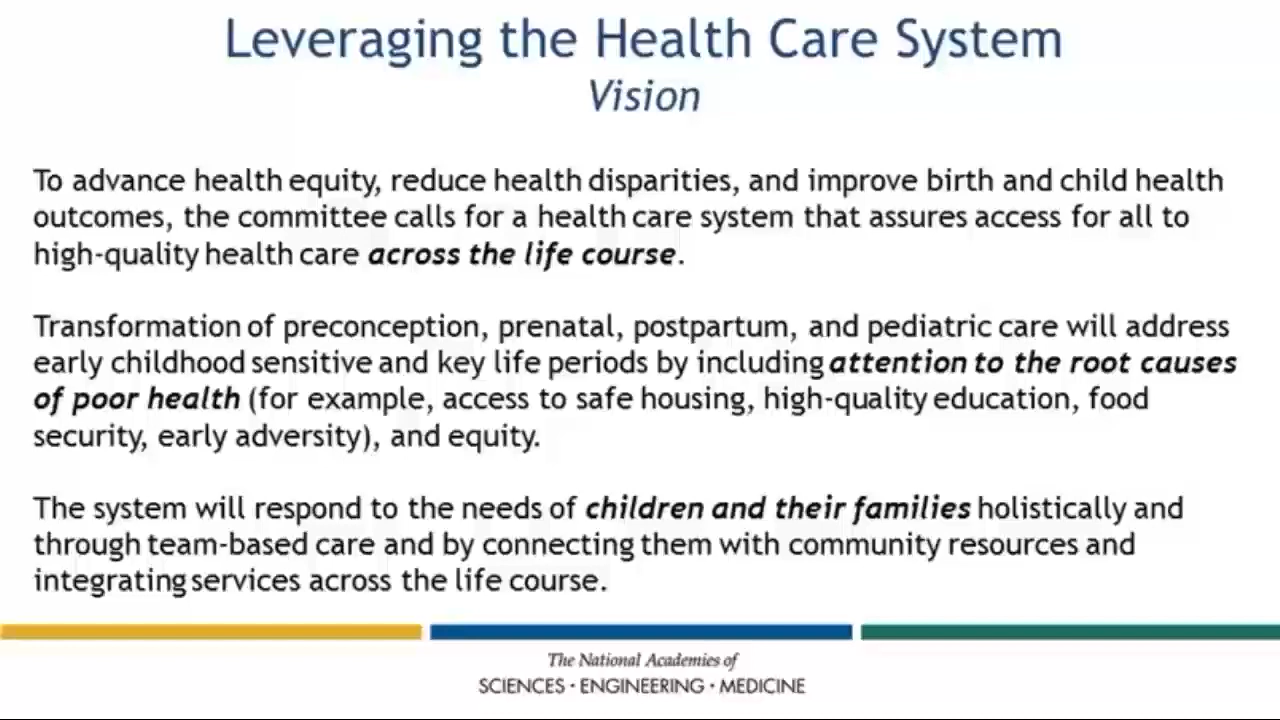 Leveraging the Health Care System
Vision
To advance health equity, reduce health disparities, and improve birth and child health
outcomes, the committee calls for a health care system that assures access for all to
high-quality health care across the life course.
Transformation of preconception, prenatal, postpartum, and pediatric care will address
early childhood sensitive and key life periods by including attention to the root causes
of poor health (for example, access to safe housing, high-quality education, food
security, early adversity), and equity.
The system will respond to the needs of children and their families holistically and
through team-based care and by connecting them with community resources and
integrating services across the life course.
The National Academies of
SCIENCES · ENGINEERING · MEDICINE